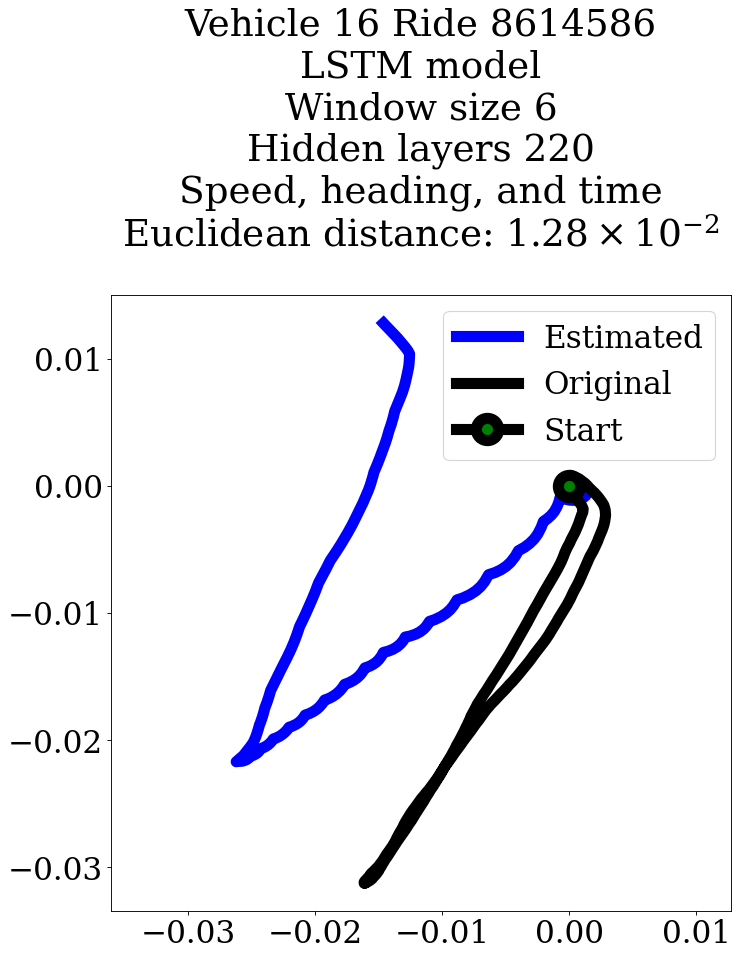 Vehicle 16 Ride 8614586
LSTM model
Window size 6
Hidden layers 220
Speed, heading, and time
Euclidean distance: 1.28 × 10⁻²
Estimated
Original
Start
0.01
0.00
−0.01
−0.02
−0.03
−0.03 −0.02 −0.01 0.00 0.01